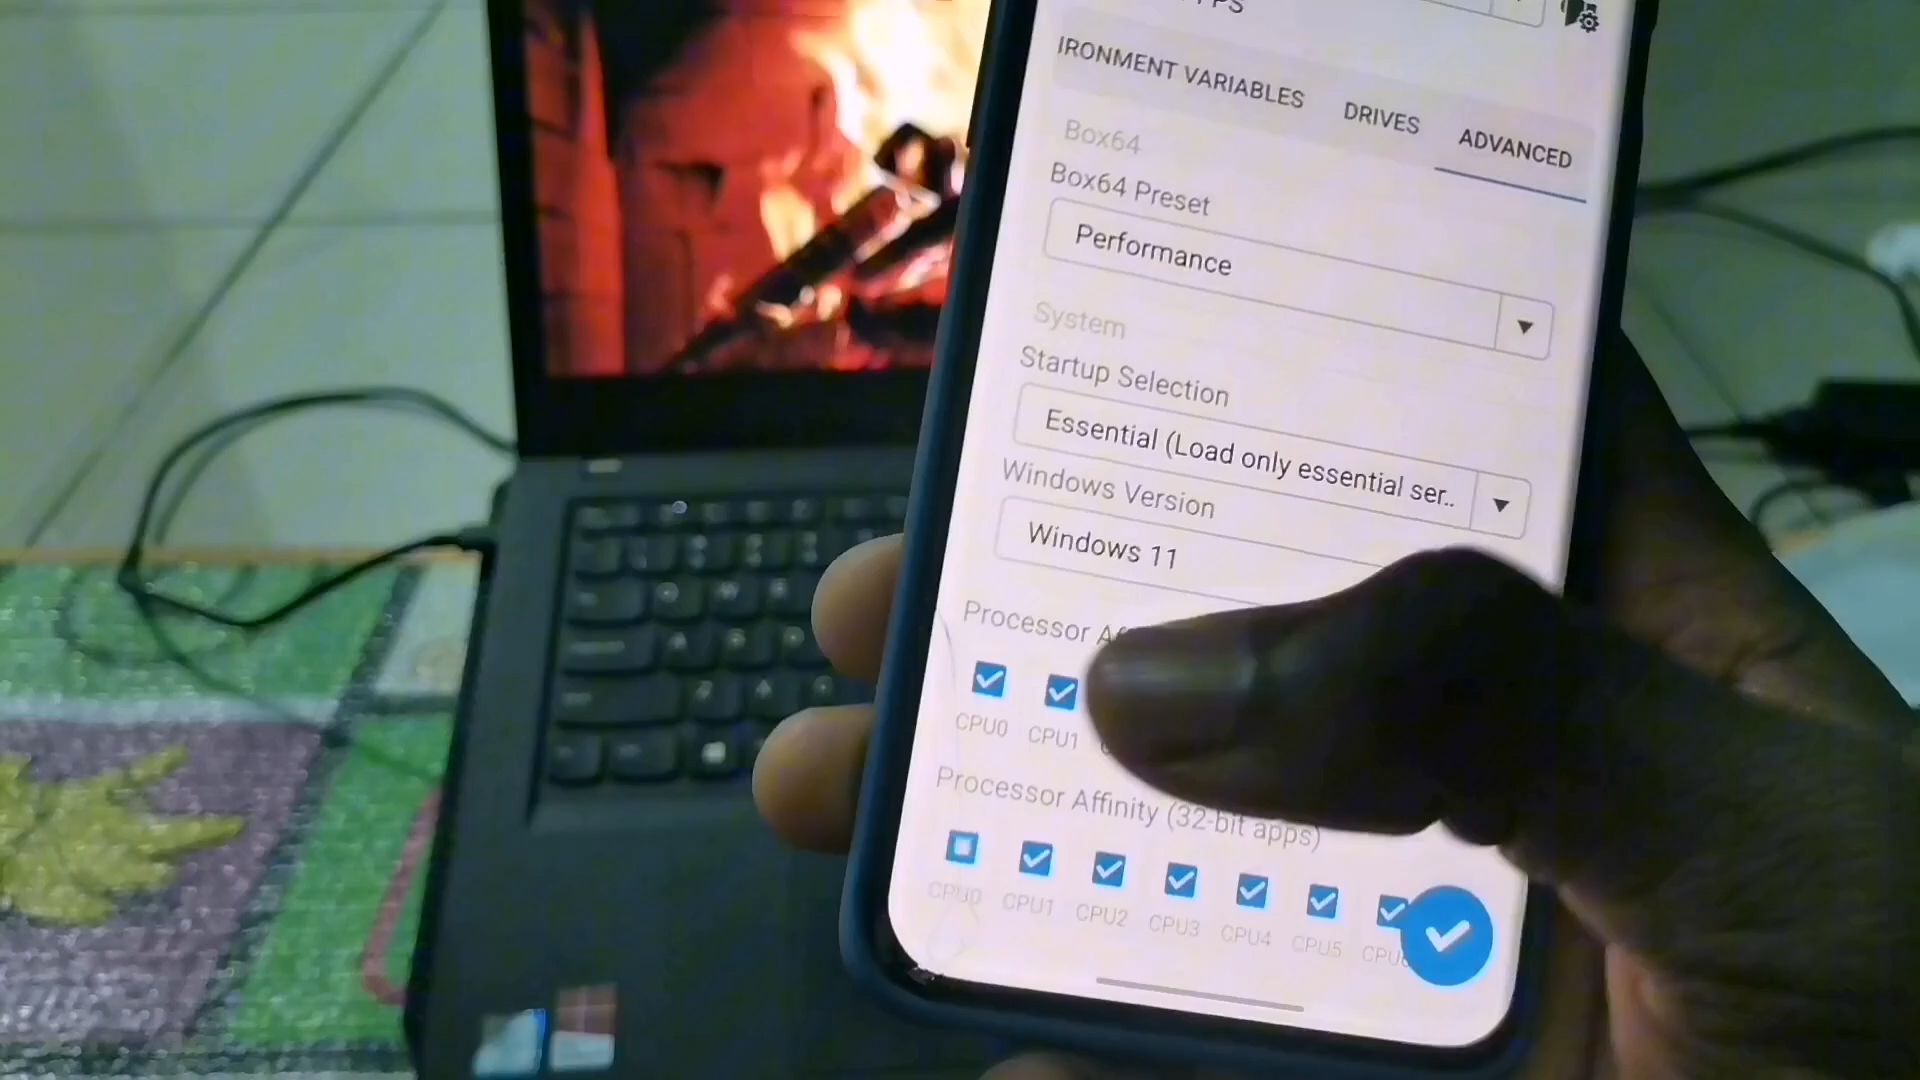 IRONMENT VARIABLES DRIVES ADVANCED
Box64
Box64 Preset
Performance
System
Startup Selection
Essential (Load only essential ser..
Windows Version
Windows 11
Processor
CPU0 CPU1
Processor Affinity (32-bit apps)
CPU0 CPU1 CPU2 CPU3 CPU4 CPU5